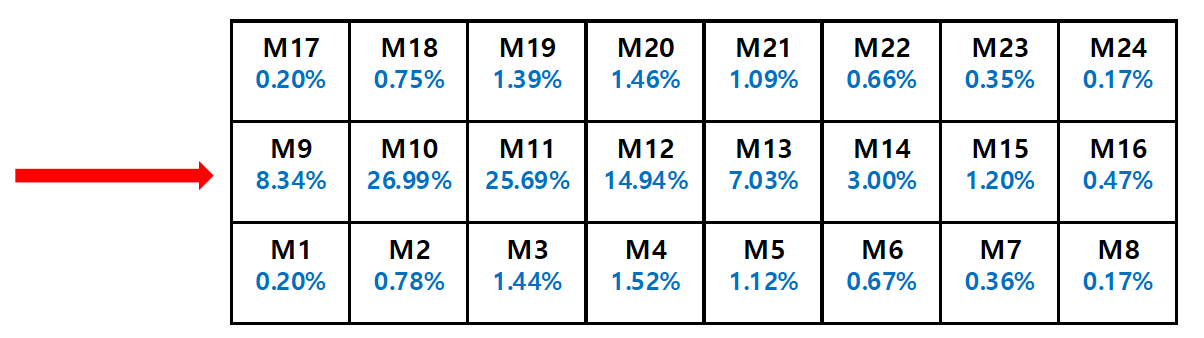 M17 M18 M19 M20 M21 M22 M23 M24
0.20% 0.75% 1.39% 1.46% 1.09% 0.66% 0.35% 0.17%
M9 M10 M11 M12 M13 M14 M15 M16
8.34% 26.99% 25.69% 14.94% 7.03% 3.00% 1.20% 0.47%
M1 M2 M3 M4 M5 M6 M7 M8
0.20% 0.78% 1.44% 1.52% 1.12% 0.67% 0.36% 0.17%